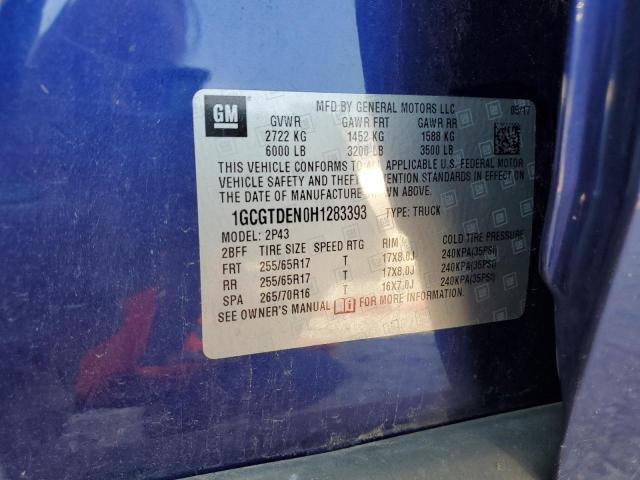 GM
MFD BY GENERAL MOTORS LLC 05/17
GVWR GAWR FRT GAWR RR
2722 KG 1452 KG 1588 KG
6000 LB 3200 LB 3500 LB
THIS VEHICLE CONFORMS TO ALL APPLICABLE U.S. FEDERAL MOTOR
VEHICLE SAFETY AND THEFT PREVENTION STANDARDS IN EFFECT ON
THE DATE OF MANUFACTURE SHOWN ABOVE.
1GCGTDEN0H1283393 TYPE: TRUCK
MODEL: 2P43
2BFF TIRE SIZE SPEED RTG RIM COLD TIRE PRESSURE
FRT 255/65R17 T 17X8.0J 240KPA(35PSI)
RR 255/65R17 T 17X8.0J 240KPA(35PSI)
SPA 265/70R16 T 16X7.0J 240KPA(35PSI)
SEE OWNER'S MANUAL FOR MORE INFORMATION.